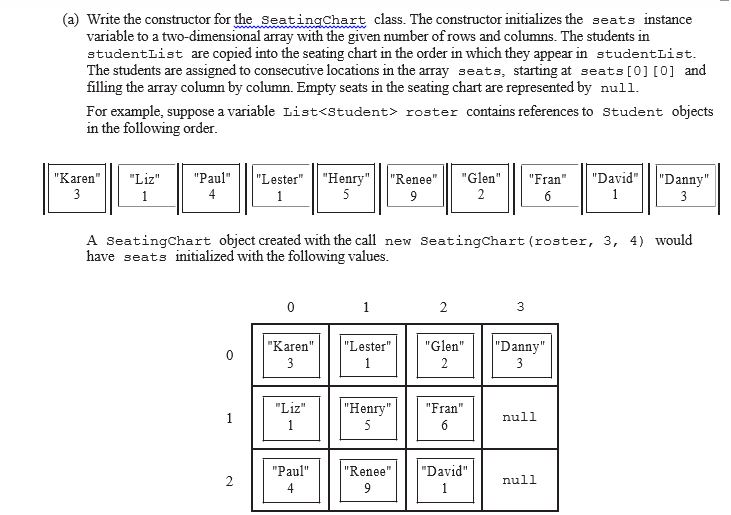 (a) Write the constructor for the SeatingChart class. The constructor initializes the seats instance
variable to a two-dimensional array with the given number of rows and columns. The students in
studentList are copied into the seating chart in the order in which they appear in studentList.
The students are assigned to consecutive locations in the array seats, starting at seats[0][0] and
filling the array column by column. Empty seats in the seating chart are represented by null.
For example, suppose a variable List<Student> roster contains references to Student objects
in the following order.
"Karen" "Liz" "Paul" "Lester" "Henry" "Renee" "Glen" "Fran" "David" "Danny"
3 1 4 1 5 9 2 6 1 3
A SeatingChart object created with the call new SeatingChart(roster, 3, 4) would
have seats initialized with the following values.
0 1 2 3
"Karen" "Lester" "Glen" "Danny"
0
3 1 2 3
"Liz" "Henry" "Fran"
1 null
1 5 6
"Paul" "Renee" "David"
2 null
4 9 1